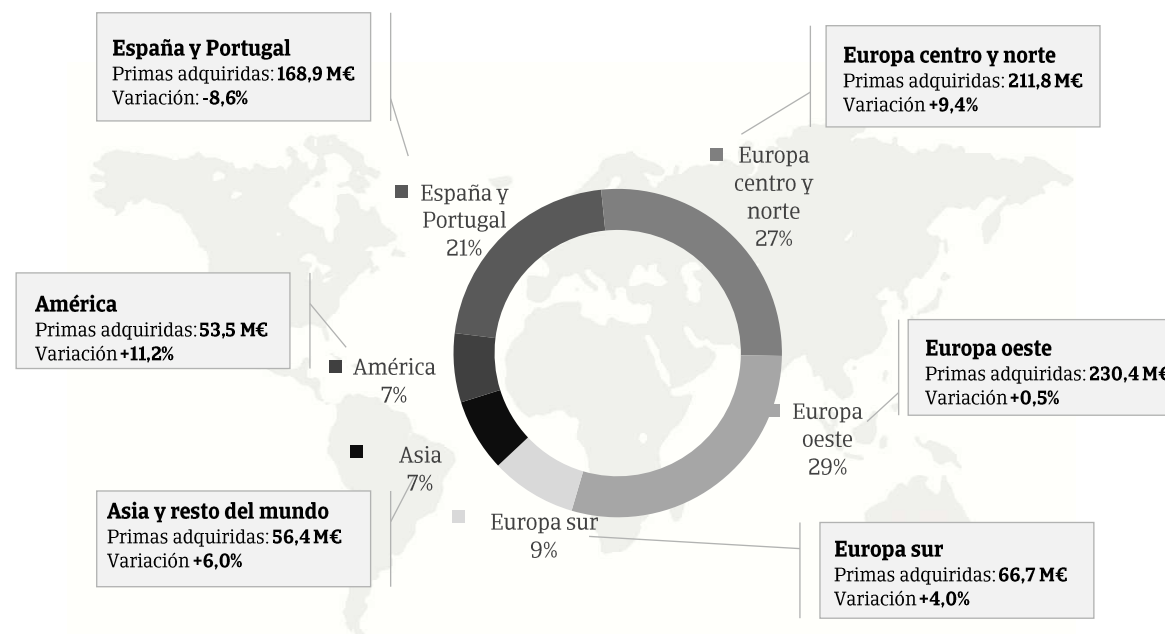 España y Portugal
Primas adquiridas: 168,9 M€
Variación: -8,6%
Europa centro y norte
Primas adquiridas: 211,8 M€
Variación +9,4%
Europa
centro y
norte
27%
España y
Portugal
21%
América
Primas adquiridas: 53,5 M€
Variación +11,2%
América
7%
Europa oeste
Primas adquiridas: 230,4 M€
Variación +0,5%
Europa
oeste
29%
Asia
7%
Asia y resto del mundo
Primas adquiridas: 56,4 M€
Variación +6,0%
Europa sur
9%
Europa sur
Primas adquiridas: 66,7 M€
Variación +4,0%